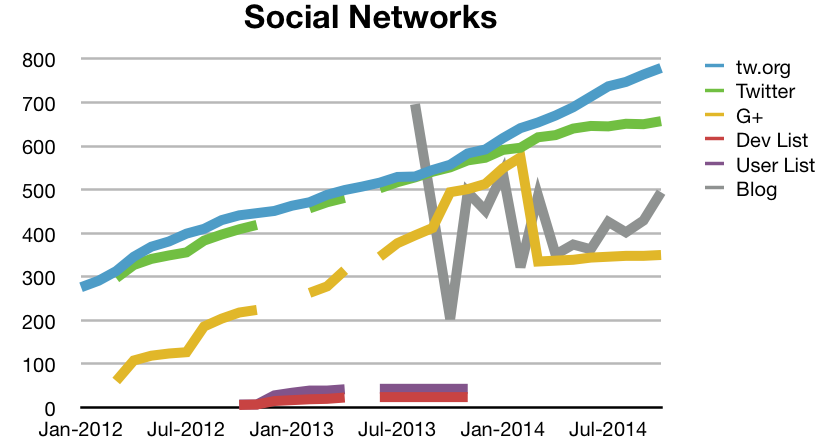 Social Networks
800
700
600
500
400
300
200
100
0
Jan-2012 Jul-2012 Jan-2013 Jul-2013 Jan-2014 Jul-2014
tw.org
Twitter
G+
Dev List
User List
Blog